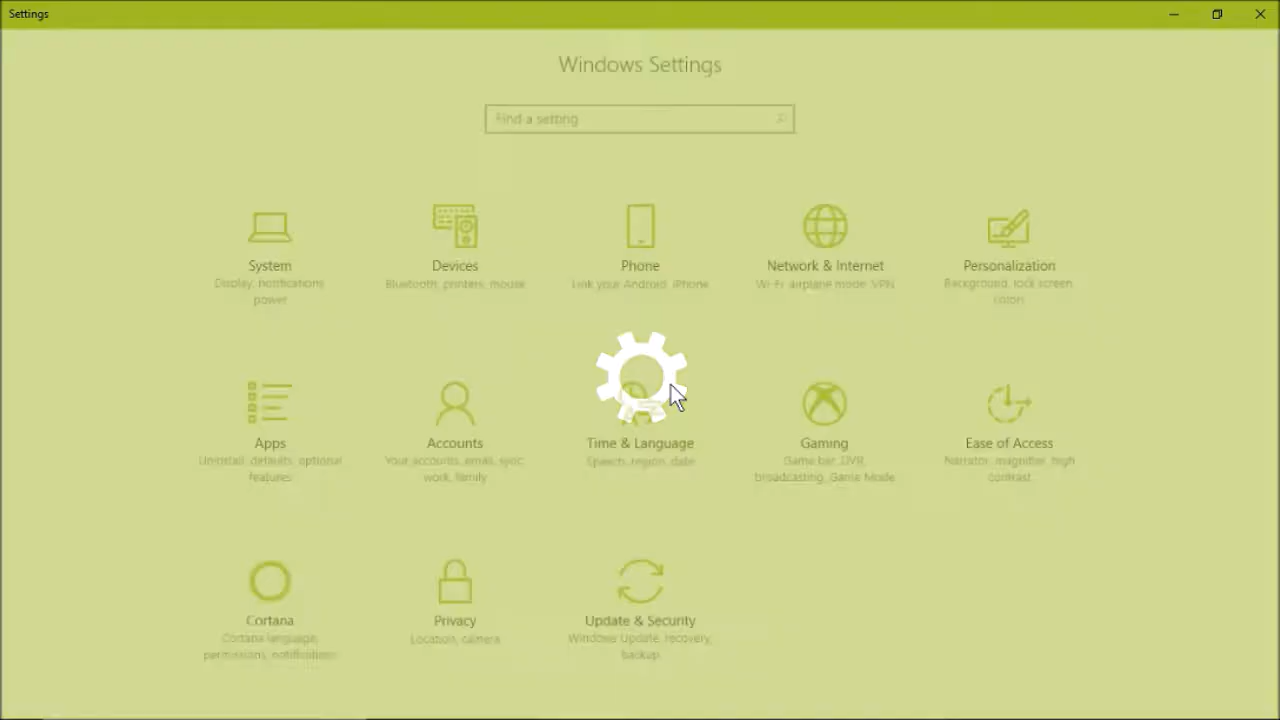 Settings
Windows Settings
Find a setting
System
Display, notifications
power
Devices
Bluetooth, printers, mouse
Phone
Link your Android, iPhone
Network & Internet
Wi-Fi, airplane mode, VPN
Personalization
Background, lock screen
colors
Apps
Uninstall, defaults, optional
features
Accounts
Your accounts, email, sync,
work, family
Time & Language
Speech, region, date
Gaming
Game bar, DVR,
broadcasting, Game Mode
Ease of Access
Narrator, magnifier, high
contrast
Cortana
Cortana language,
permissions, notifications
Privacy
Location, camera
Update & Security
Windows Update, recovery,
backup